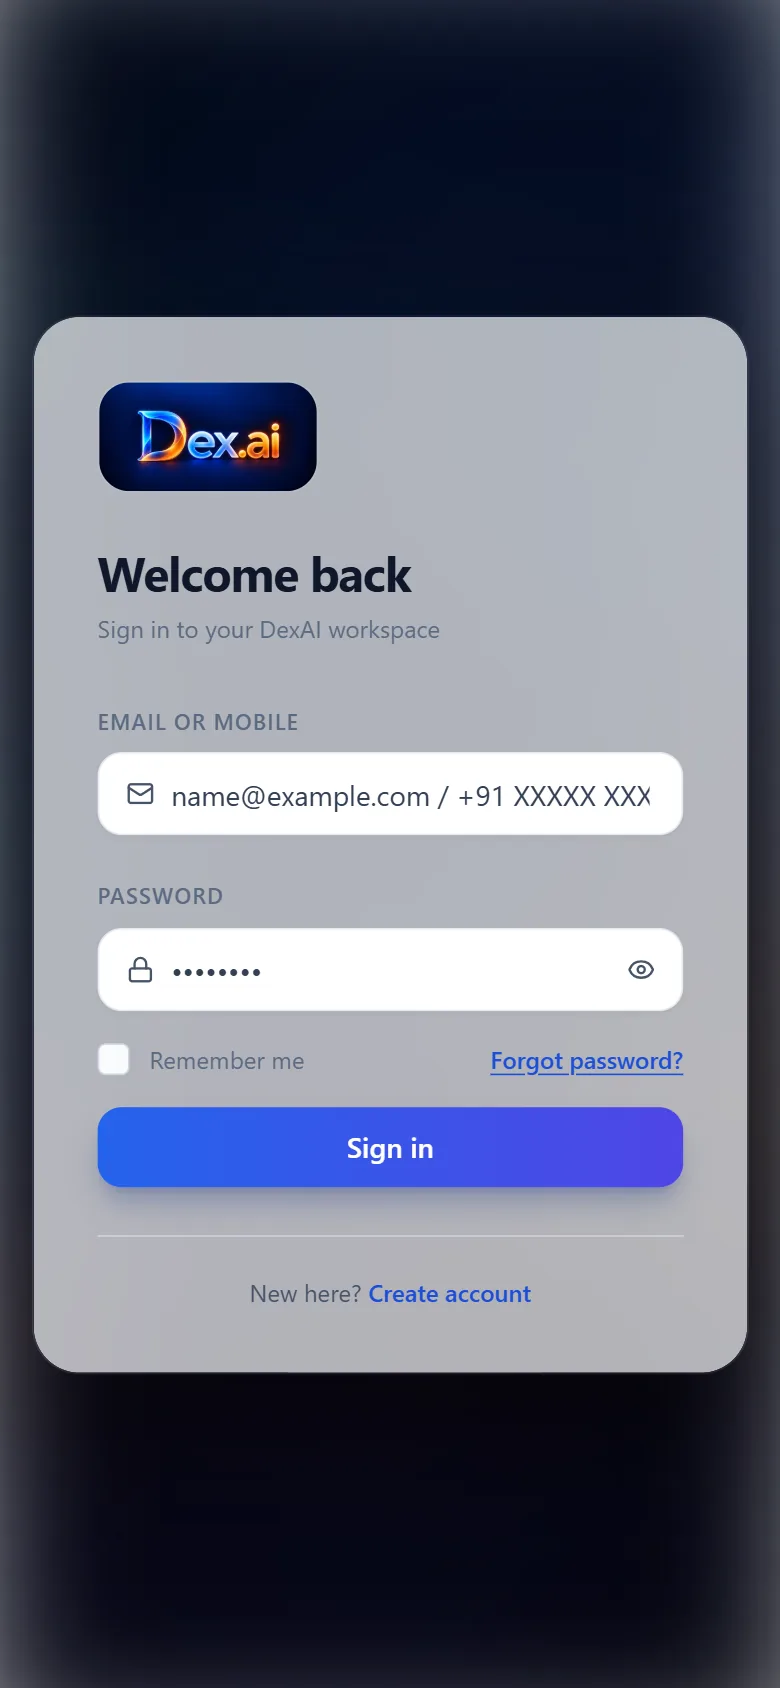 Dex.ai
Welcome back
Sign in to your DexAI workspace
EMAIL OR MOBILE
name@example.com / +91 XXXXX XXX
PASSWORD
••••••••
Remember me
Forgot password?
Sign in
New here? Create account